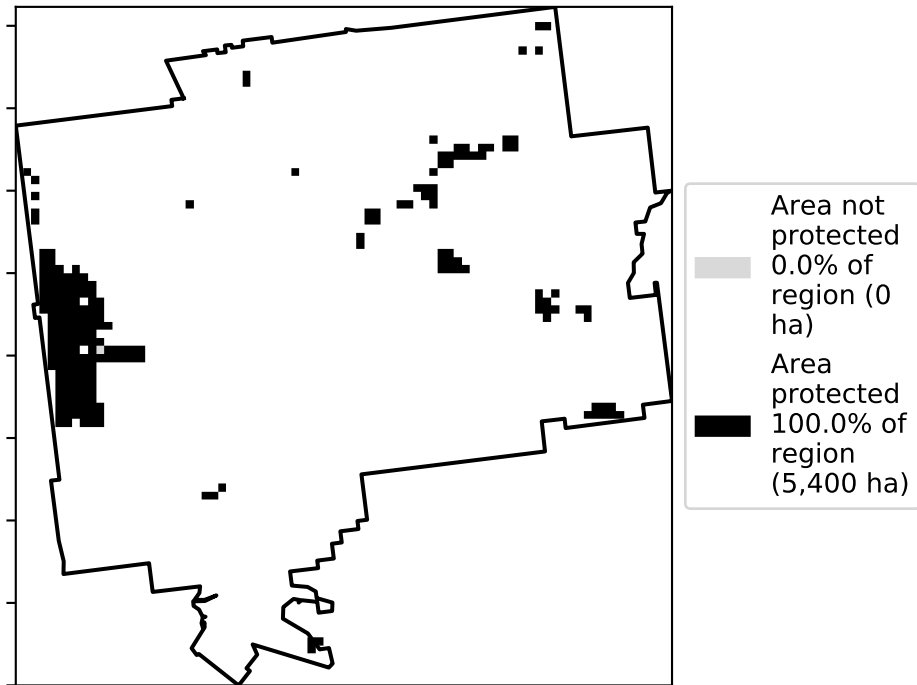 Area not
protected
0.0% of
region (0
ha)
Area
protected
100.0% of
region
(5,400 ha)